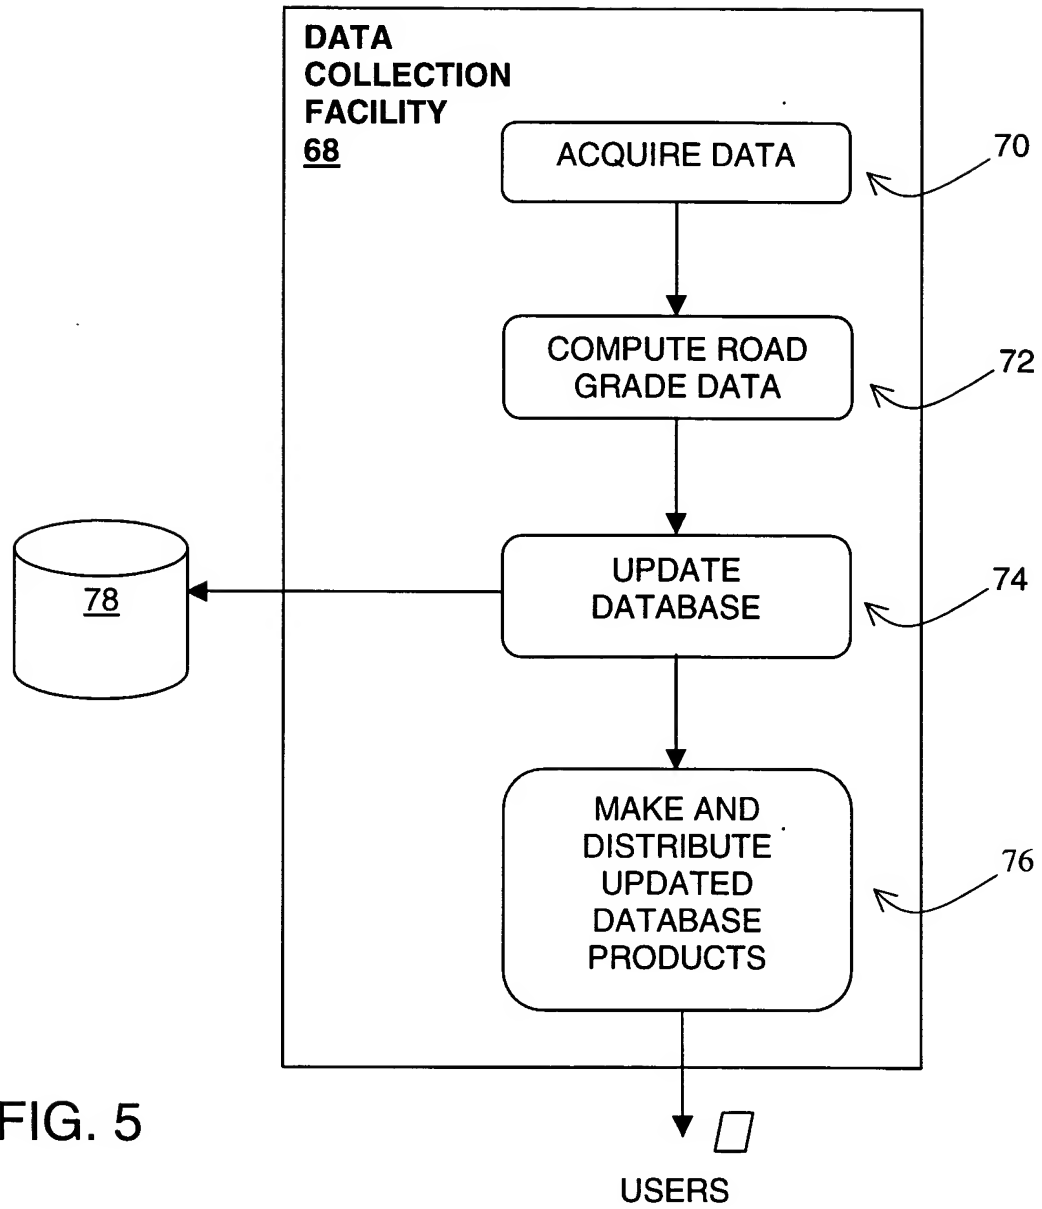 DATA
COLLECTION
FACILITY
68
ACQUIRE DATA
70
COMPUTE ROAD
GRADE DATA
72
UPDATE
DATABASE
74
78
MAKE AND
DISTRIBUTE
UPDATED
DATABASE
PRODUCTS
76
FIG. 5
USERS